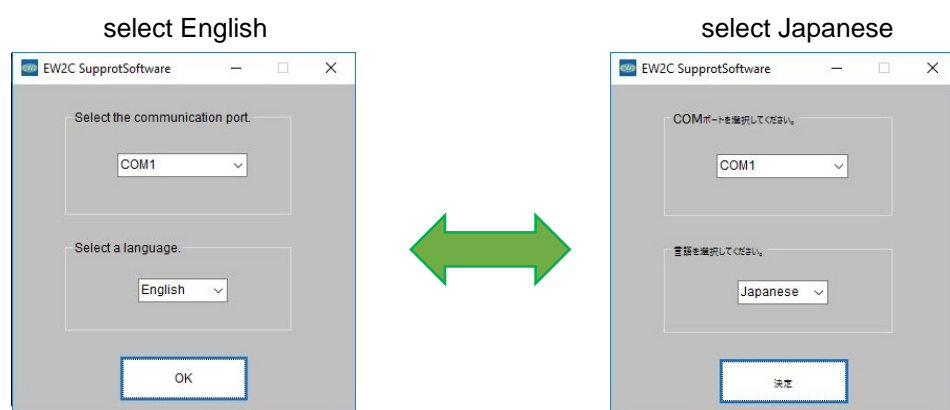 select English
EW2C SupprotSoftware
Select the communication port.
COM1
Select a language.
English
OK
select Japanese
EW2C SupprotSoftware
COMポートを選択してください。
COM1
言語を選択してください。
Japanese
決定